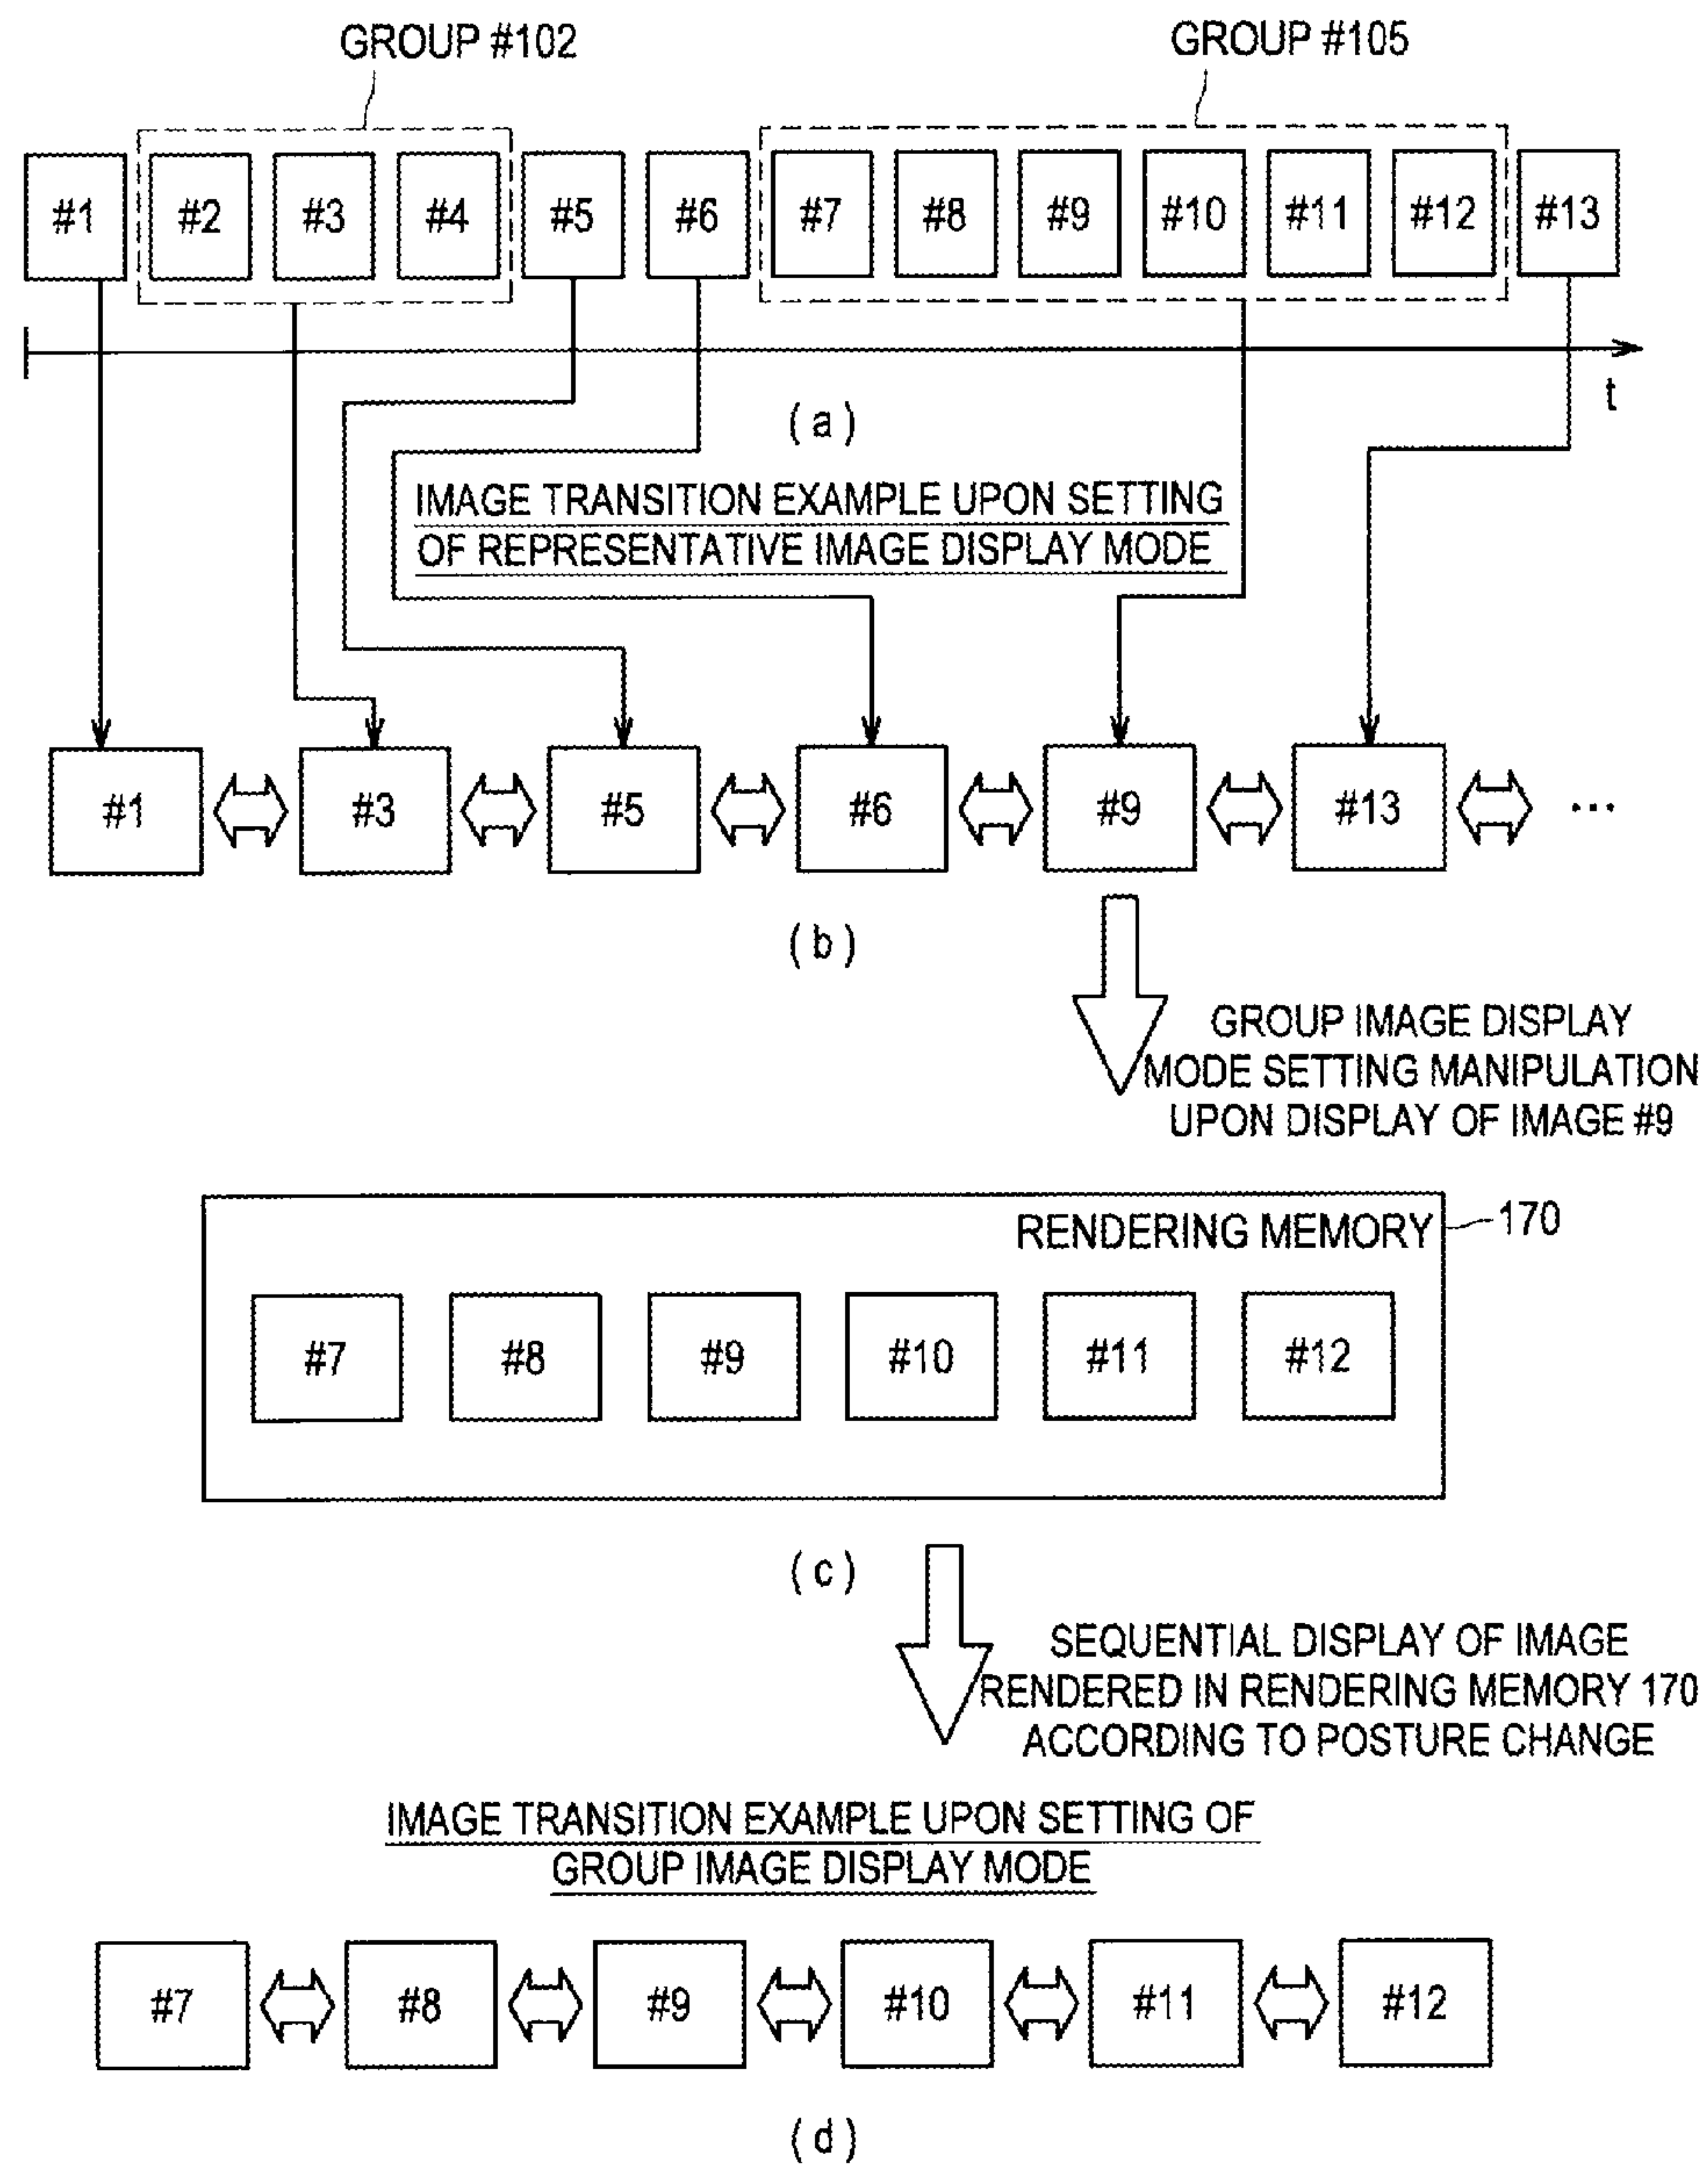 GROUP #102 GROUP #105
#1 #2 #3 #4 #5 #6 #7 #8 #9 #10 #11 #12 #13
t
(a)
IMAGE TRANSITION EXAMPLE UPON SETTING
OF REPRESENTATIVE IMAGE DISPLAY MODE
#1 #3 #5 #6 #9 #13 ...
(b)
GROUP IMAGE DISPLAY
MODE SETTING MANIPULATION
UPON DISPLAY OF IMAGE #9
RENDERING MEMORY 170
#7 #8 #9 #10 #11 #12
(c)
SEQUENTIAL DISPLAY OF IMAGE
RENDERED IN RENDERING MEMORY 170
ACCORDING TO POSTURE CHANGE
IMAGE TRANSITION EXAMPLE UPON SETTING OF
GROUP IMAGE DISPLAY MODE
#7 #8 #9 #10 #11 #12
(d)